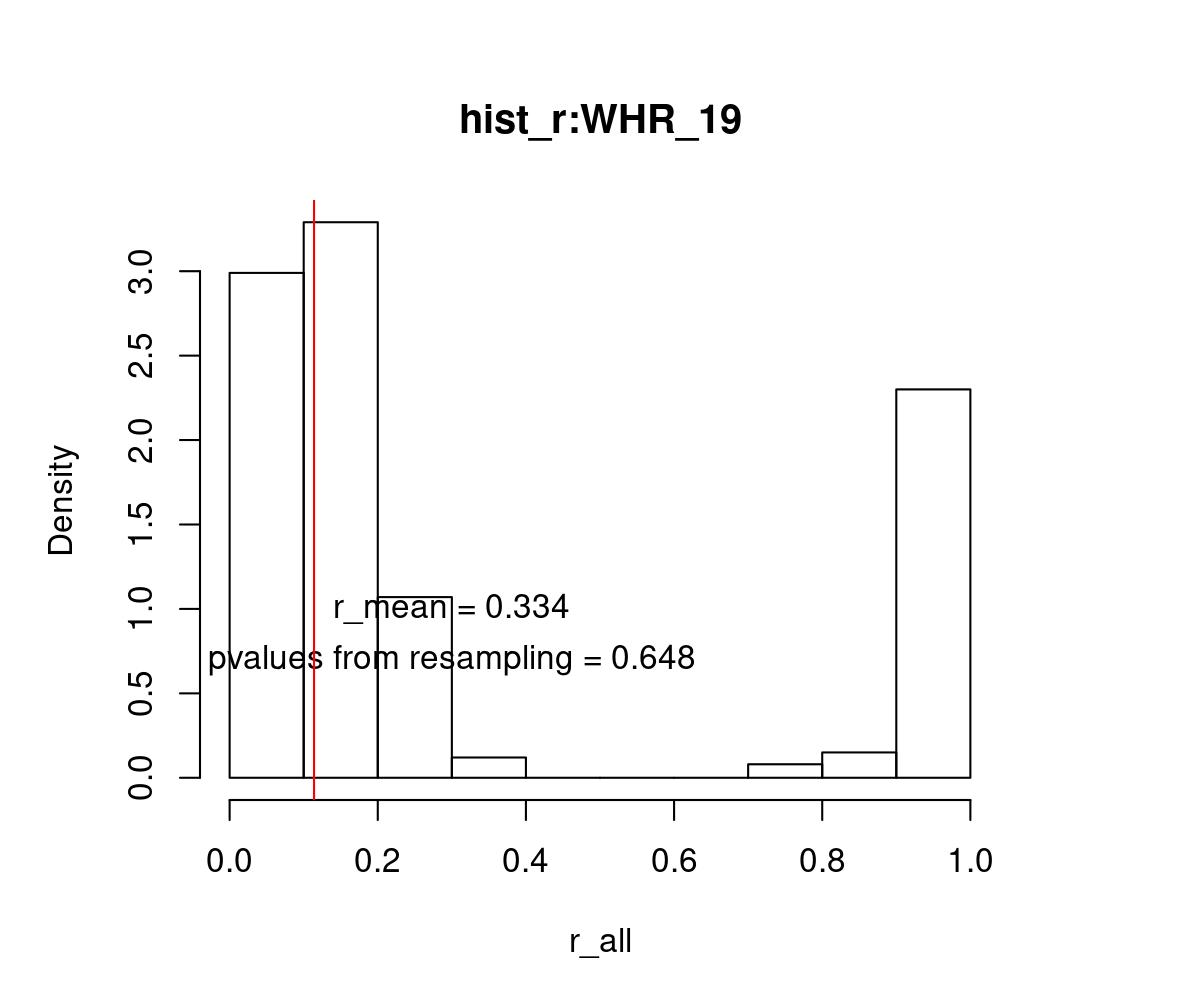 hist_r:WHR_19
Density
3.0
2.5
2.0
1.5
1.0
0.5
0.0
r_mean = 0.334
pvalues from resampling = 0.648
0.0 0.2 0.4 0.6 0.8 1.0
r_all